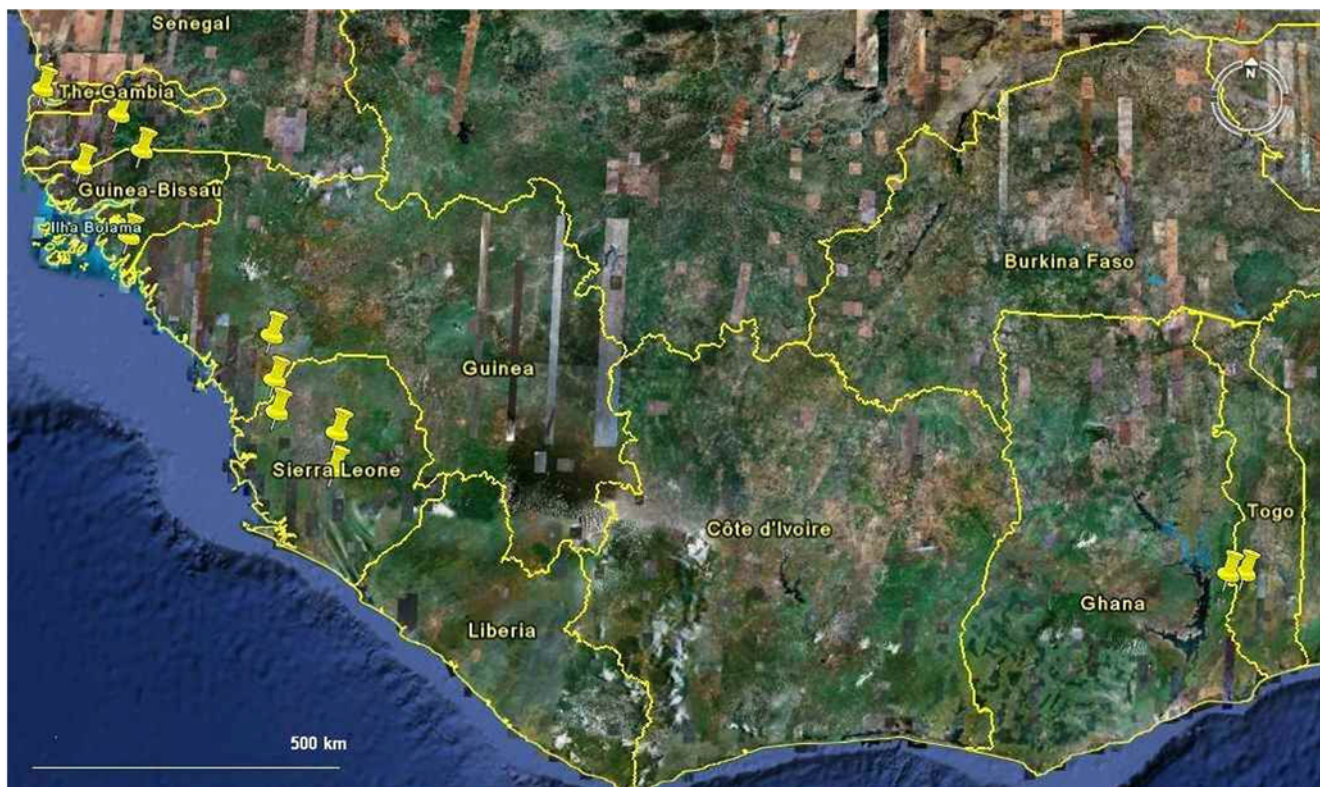 Senegal
N
The Gambia
Guinea-Bissau
Ilha Bolama
Burkina Faso
Guinea
Sierra Leone
Togo
Côte d'Ivoire
Ghana
Liberia
500 km